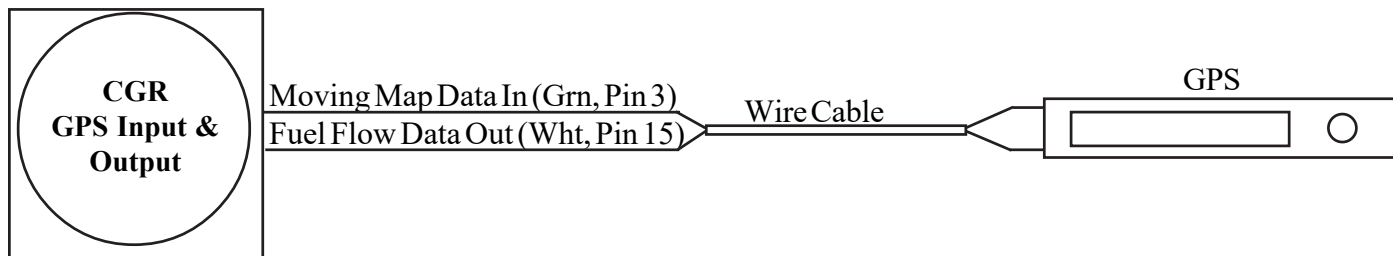 CGR
GPS Input &
Output
Moving Map Data In (Grn, Pin 3)
Fuel Flow Data Out (Wht, Pin 15)
Wire Cable
GPS